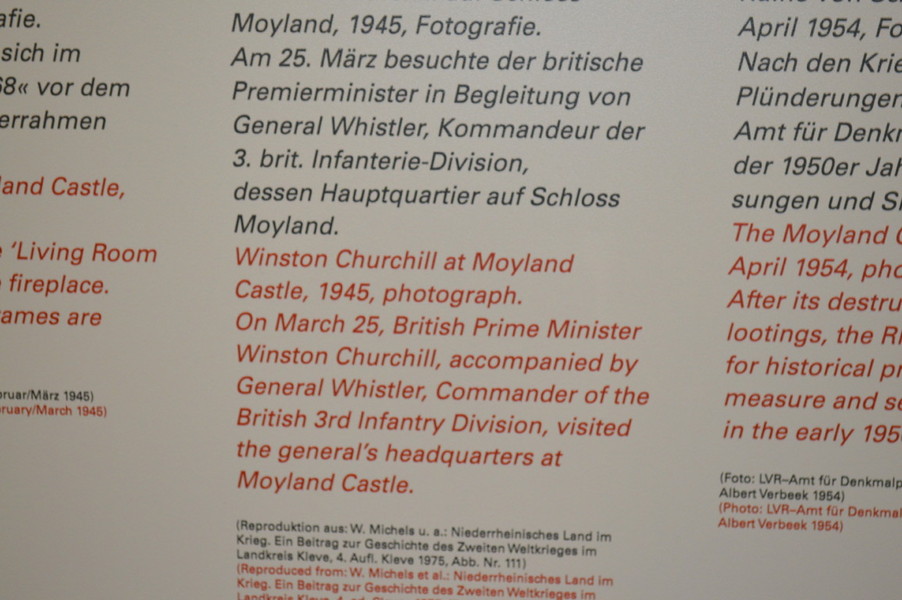 afie.
sich im
68« vor dem
errahmen
land Castle,
'Living Room
fireplace.
ames are
bruar/März 1945)
bruary/March 1945)
Moyland, 1945, Fotografie.
Am 25. März besuchte der britische
Premierminister in Begleitung von
General Whistler, Kommandeur der
3. brit. Infanterie-Division,
dessen Hauptquartier auf Schloss
Moyland.
Winston Churchill at Moyland
Castle, 1945, photograph.
On March 25, British Prime Minister
Winston Churchill, accompanied by
General Whistler, Commander of the
British 3rd Infantry Division, visited
the general's headquarters at
Moyland Castle.
(Reproduktion aus: W. Michels u. a.: Niederrheinisches Land im
Krieg. Ein Beitrag zur Geschichte des Zweiten Weltkrieges im
Landkreis Kleve, 4. Aufl. Kleve 1975, Abb. Nr. 111)
(Reproduced from: W. Michels et al.: Niederrheinisches Land im
Krieg. Ein Beitrag zur Geschichte des Zweiten Weltkrieges im
April 1954, Fo
Nach den Krie
Plünderungen
Amt für Denkm
der 1950er Jah
sungen und Si
The Moyland C
April 1954, pho
After its destru
lootings, the R
for historical pr
measure and se
in the early 195
(Foto: LVR–Amt für Denkmalp
Albert Verbeek 1954)
(Photo: LVR–Amt für Denkmal
Albert Verbeek 1954)